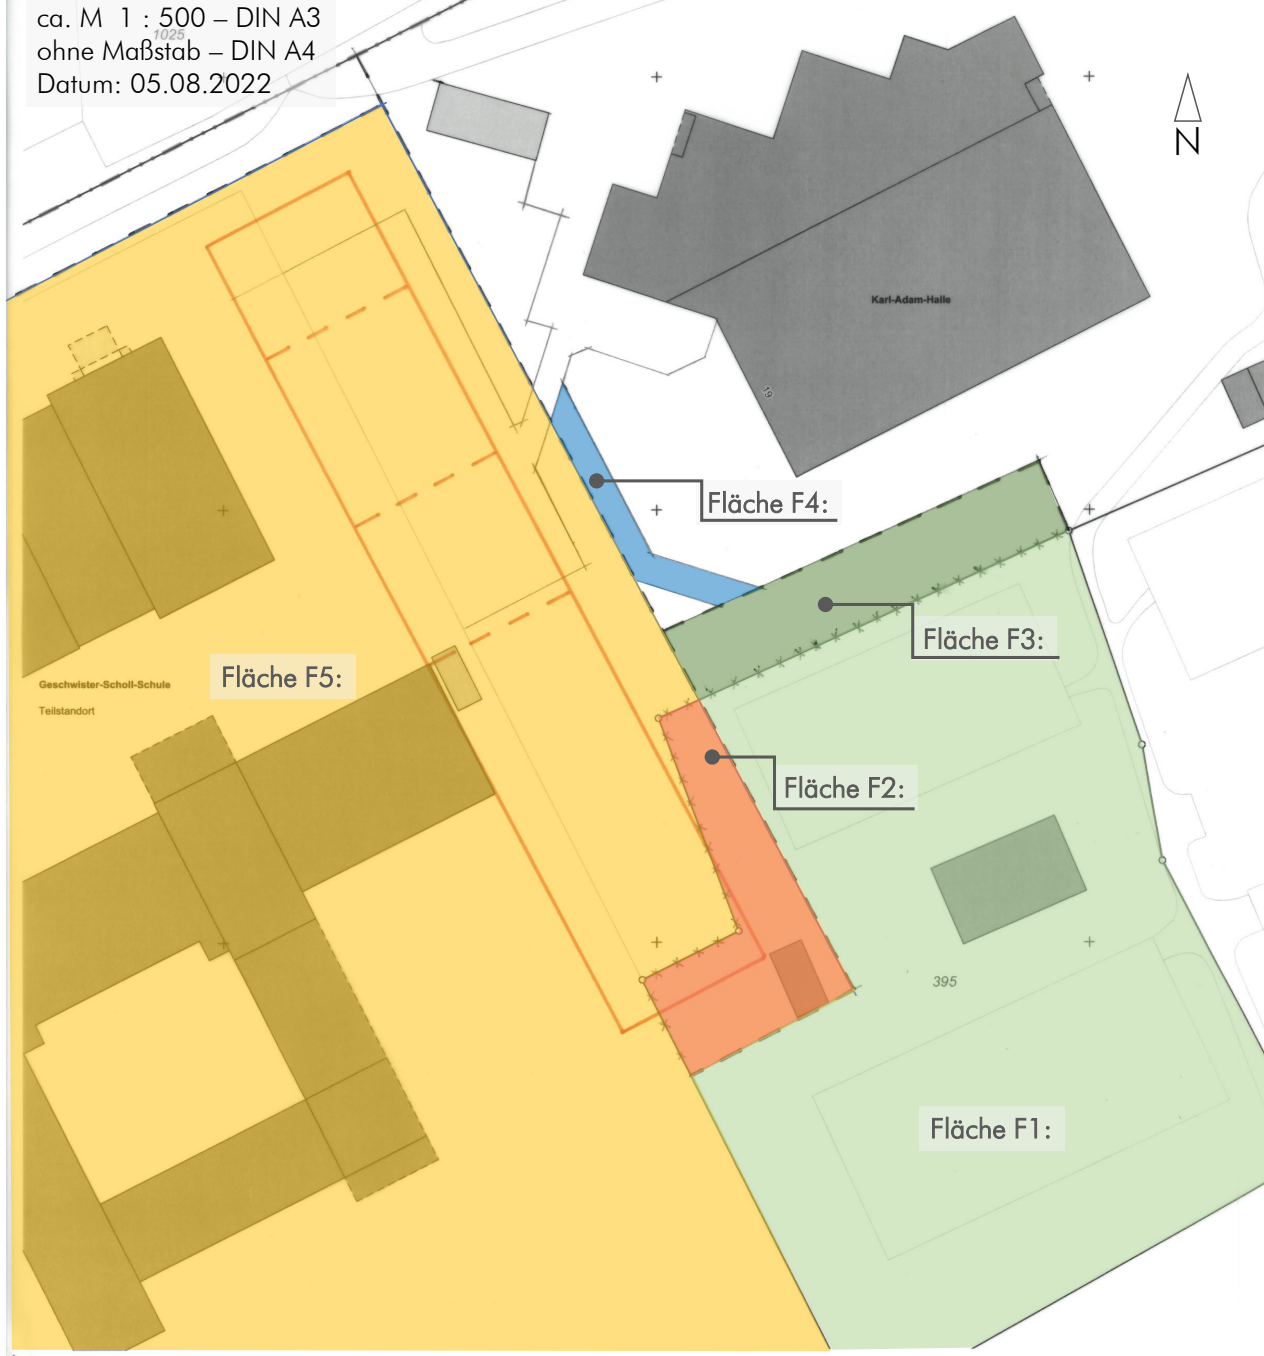 ca. M 1 : 500 – DIN A3
1025
ohne Maßstab – DIN A4
Datum: 05.08.2022
N
Karl-Adam-Halle
19
Fläche F4:
Fläche F3:
Fläche F5:
Geschwister-Scholl-Schule
Teilstandort
Fläche F2:
395
Fläche F1: